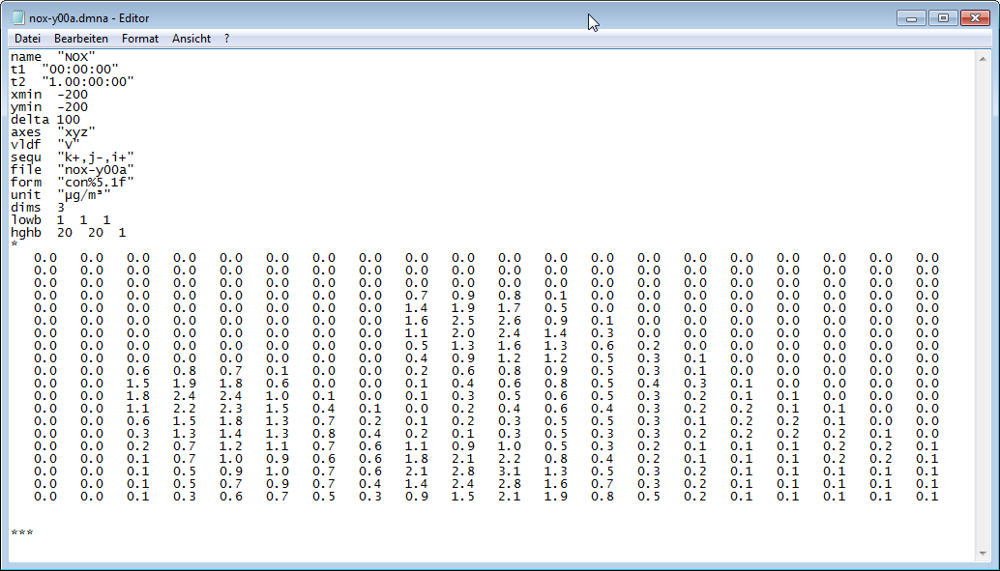 nox-y00a.dmna - Editor
Datei Bearbeiten Format Ansicht ?
name "NOX"
t1 "00:00:00"
t2 "1.00:00:00"
xmin -200
ymin -200
delta 100
axes "xyz"
vldf "V"
sequ "k+,j-,i+"
file "nox-y00a"
form "con%5.1f"
unit "µg/m³"
dims 3
lowb 1 1 1
hghb 20 20 1
*
0.0 0.0 0.0 0.0 0.0 0.0 0.0 0.0 0.0 0.0 0.0 0.0 0.0 0.0 0.0 0.0 0.0 0.0 0.0 0.0
0.0 0.0 0.0 0.0 0.0 0.0 0.0 0.0 0.0 0.0 0.0 0.0 0.0 0.0 0.0 0.0 0.0 0.0 0.0 0.0
0.0 0.0 0.0 0.0 0.0 0.0 0.0 0.0 0.0 0.0 0.0 0.0 0.0 0.0 0.0 0.0 0.0 0.0 0.0 0.0
0.0 0.0 0.0 0.0 0.0 0.0 0.0 0.0 0.7 0.9 0.8 0.1 0.0 0.0 0.0 0.0 0.0 0.0 0.0 0.0
0.0 0.0 0.0 0.0 0.0 0.0 0.0 0.0 1.4 1.9 1.7 0.5 0.0 0.0 0.0 0.0 0.0 0.0 0.0 0.0
0.0 0.0 0.0 0.0 0.0 0.0 0.0 0.0 1.6 2.5 2.6 0.9 0.1 0.0 0.0 0.0 0.0 0.0 0.0 0.0
0.0 0.0 0.0 0.0 0.0 0.0 0.0 0.0 1.1 2.0 2.4 1.4 0.3 0.0 0.0 0.0 0.0 0.0 0.0 0.0
0.0 0.0 0.0 0.0 0.0 0.0 0.0 0.0 0.5 1.3 1.6 1.3 0.6 0.2 0.0 0.0 0.0 0.0 0.0 0.0
0.0 0.0 0.0 0.0 0.0 0.0 0.0 0.0 0.4 0.9 1.2 1.2 0.5 0.3 0.1 0.0 0.0 0.0 0.0 0.0
0.0 0.0 0.6 0.8 0.7 0.1 0.0 0.0 0.2 0.6 0.8 0.9 0.5 0.3 0.1 0.0 0.0 0.0 0.0 0.0
0.0 0.0 1.5 1.9 1.8 0.6 0.0 0.0 0.1 0.4 0.6 0.8 0.5 0.4 0.3 0.1 0.0 0.0 0.0 0.0
0.0 0.0 1.8 2.4 2.4 1.0 0.1 0.0 0.1 0.3 0.5 0.6 0.5 0.3 0.2 0.1 0.1 0.0 0.0 0.0
0.0 0.0 1.1 2.2 2.3 1.5 0.4 0.1 0.0 0.2 0.4 0.6 0.4 0.3 0.2 0.2 0.1 0.1 0.0 0.0
0.0 0.0 0.6 1.5 1.8 1.3 0.7 0.2 0.1 0.2 0.3 0.5 0.5 0.3 0.1 0.2 0.2 0.1 0.0 0.0
0.0 0.0 0.3 1.3 1.4 1.3 0.8 0.4 0.2 0.1 0.3 0.5 0.5 0.3 0.2 0.2 0.2 0.2 0.1 0.0
0.0 0.0 0.2 0.7 1.2 1.1 0.7 0.6 1.1 0.9 1.0 0.5 0.3 0.2 0.1 0.1 0.1 0.2 0.2 0.1
0.0 0.0 0.1 0.7 1.0 0.9 0.6 0.6 1.8 2.1 2.2 0.8 0.4 0.2 0.1 0.1 0.1 0.2 0.2 0.1
0.0 0.0 0.1 0.5 0.9 1.0 0.7 0.6 2.1 2.8 3.1 1.3 0.5 0.3 0.2 0.1 0.1 0.1 0.1 0.1
0.0 0.0 0.1 0.5 0.7 0.9 0.7 0.4 1.4 2.4 2.8 1.6 0.7 0.3 0.2 0.1 0.1 0.1 0.1 0.1
0.0 0.0 0.1 0.3 0.6 0.7 0.5 0.3 0.9 1.5 2.1 1.9 0.8 0.5 0.2 0.1 0.1 0.1 0.1 0.1
***